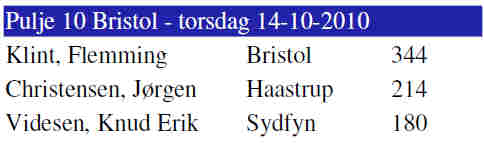 Pulje 10 Bristol - torsdag 14-10-2010
Klint, Flemming Bristol 344
Christensen, Jørgen Haastrup 214
Videsen, Knud Erik Sydfyn 180